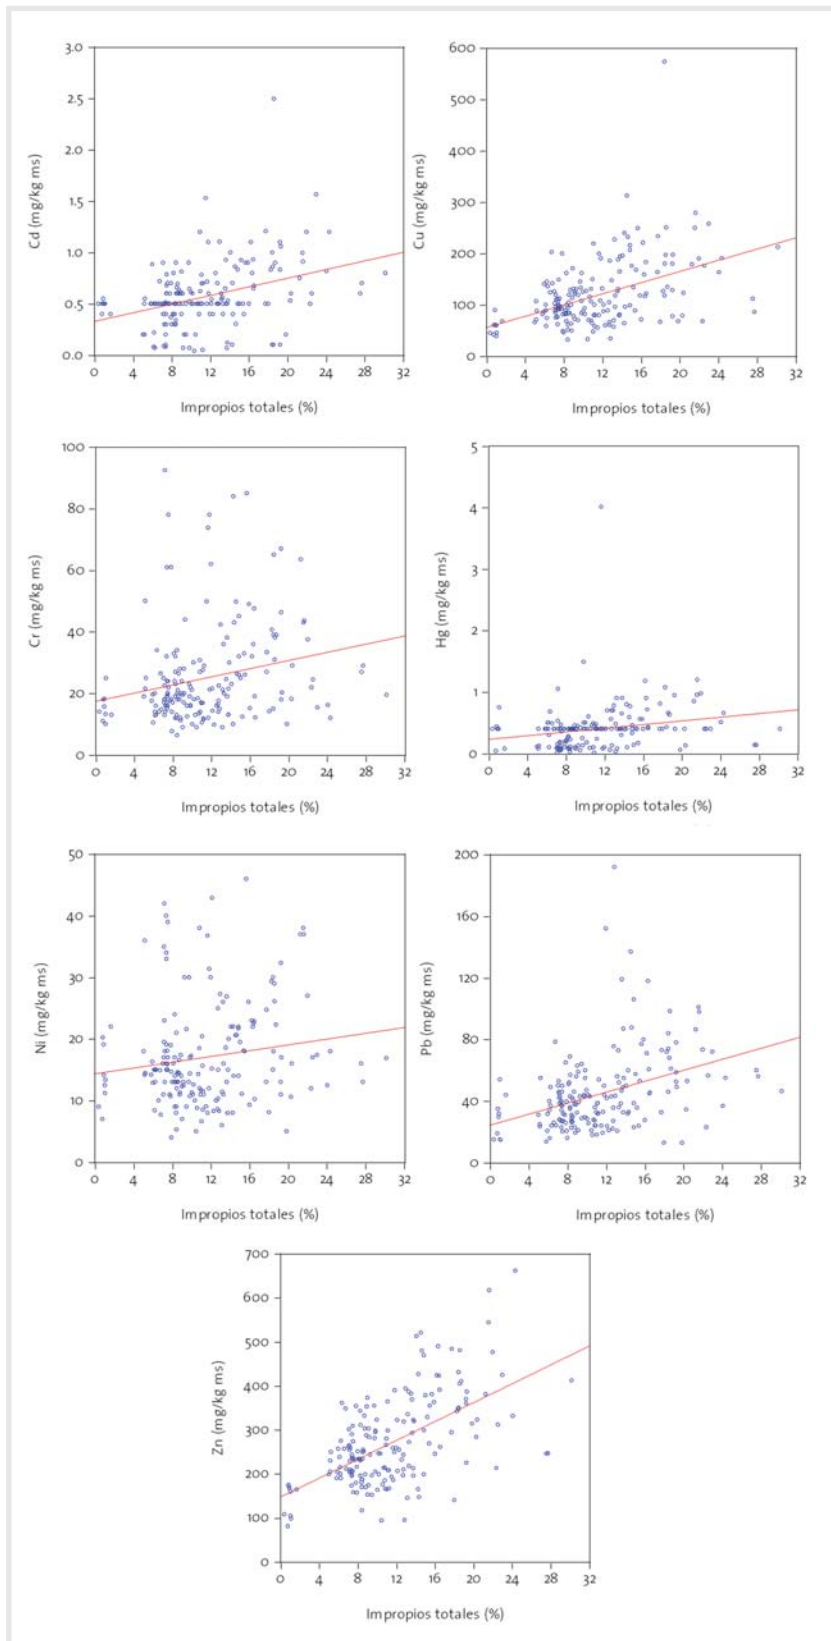 3.0
2.5
2.0
1.5
1.0
0.5
0.0
Cd (mg/kg ms)
0 4 8 12 16 20 24 28 32
Impropios totales (%)
600
500
400
300
200
100
0
Cu (mg/kg ms)
0 4 8 12 16 20 24 28 32
Impropios totales (%)
100
80
60
40
20
0
Cr (mg/kg ms)
0 4 8 12 16 20 24 28 32
Impropios totales (%)
5
4
3
2
1
0
Hg (mg/kg ms)
0 4 8 12 16 20 24 28 32
Impropios totales (%)
50
40
30
20
10
0
Ni (mg/kg ms)
0 4 8 12 16 20 24 28 32
Impropios totales (%)
200
160
120
80
40
0
Pb (mg/kg ms)
0 4 8 12 16 20 24 28 32
Impropios totales (%)
700
600
500
400
300
200
100
0
Zn (mg/kg ms)
0 4 8 12 16 20 24 28 32
Impropios totales (%)